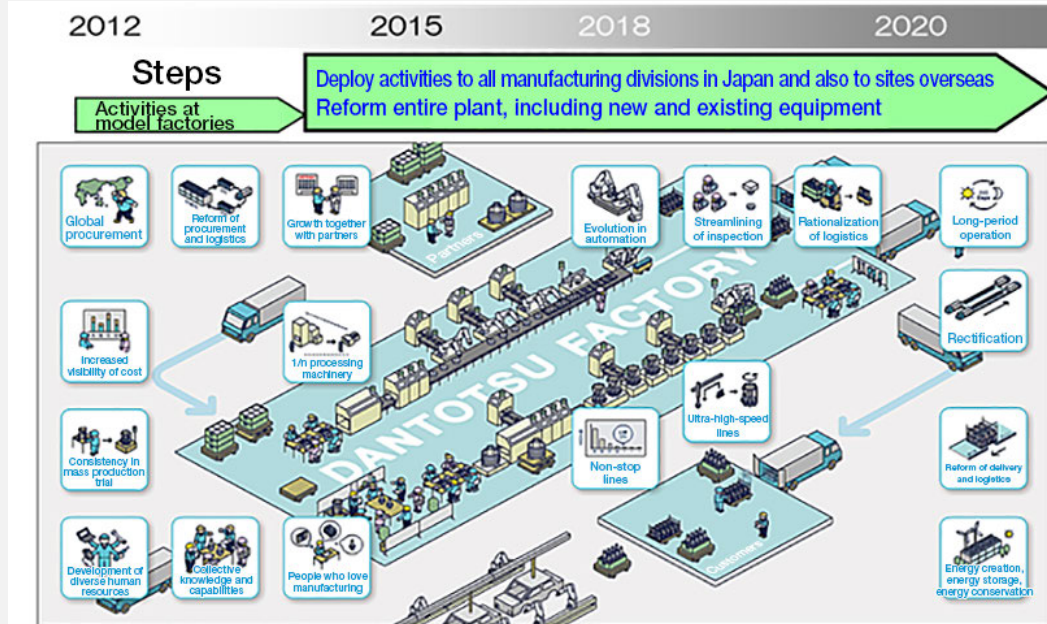 2012
2015
2018
2020
Steps
Activities at
model factories
Deploy activities to all manufacturing divisions in Japan and also to sites overseas
Reform entire plant, including new and existing equipment
Global
procurement
Reform of
procurement
and logistics
Growth together
with partners
Partners
Evolution in
automation
Streamlining
of inspection
Rationalization
of logistics
Long-period
operation
Increased
visibility of cost
1/n processing
machinery
DANTOTSU FACTORY
Rectification
Consistency in
mass production
trial
Non-stop
lines
Ultra-high-speed
lines
Reform of delivery
and logistics
Development of
diverse human
resources
Collective
knowledge and
capabilities
People who love
manufacturing
Customers
Energy creation,
energy storage,
energy conservation